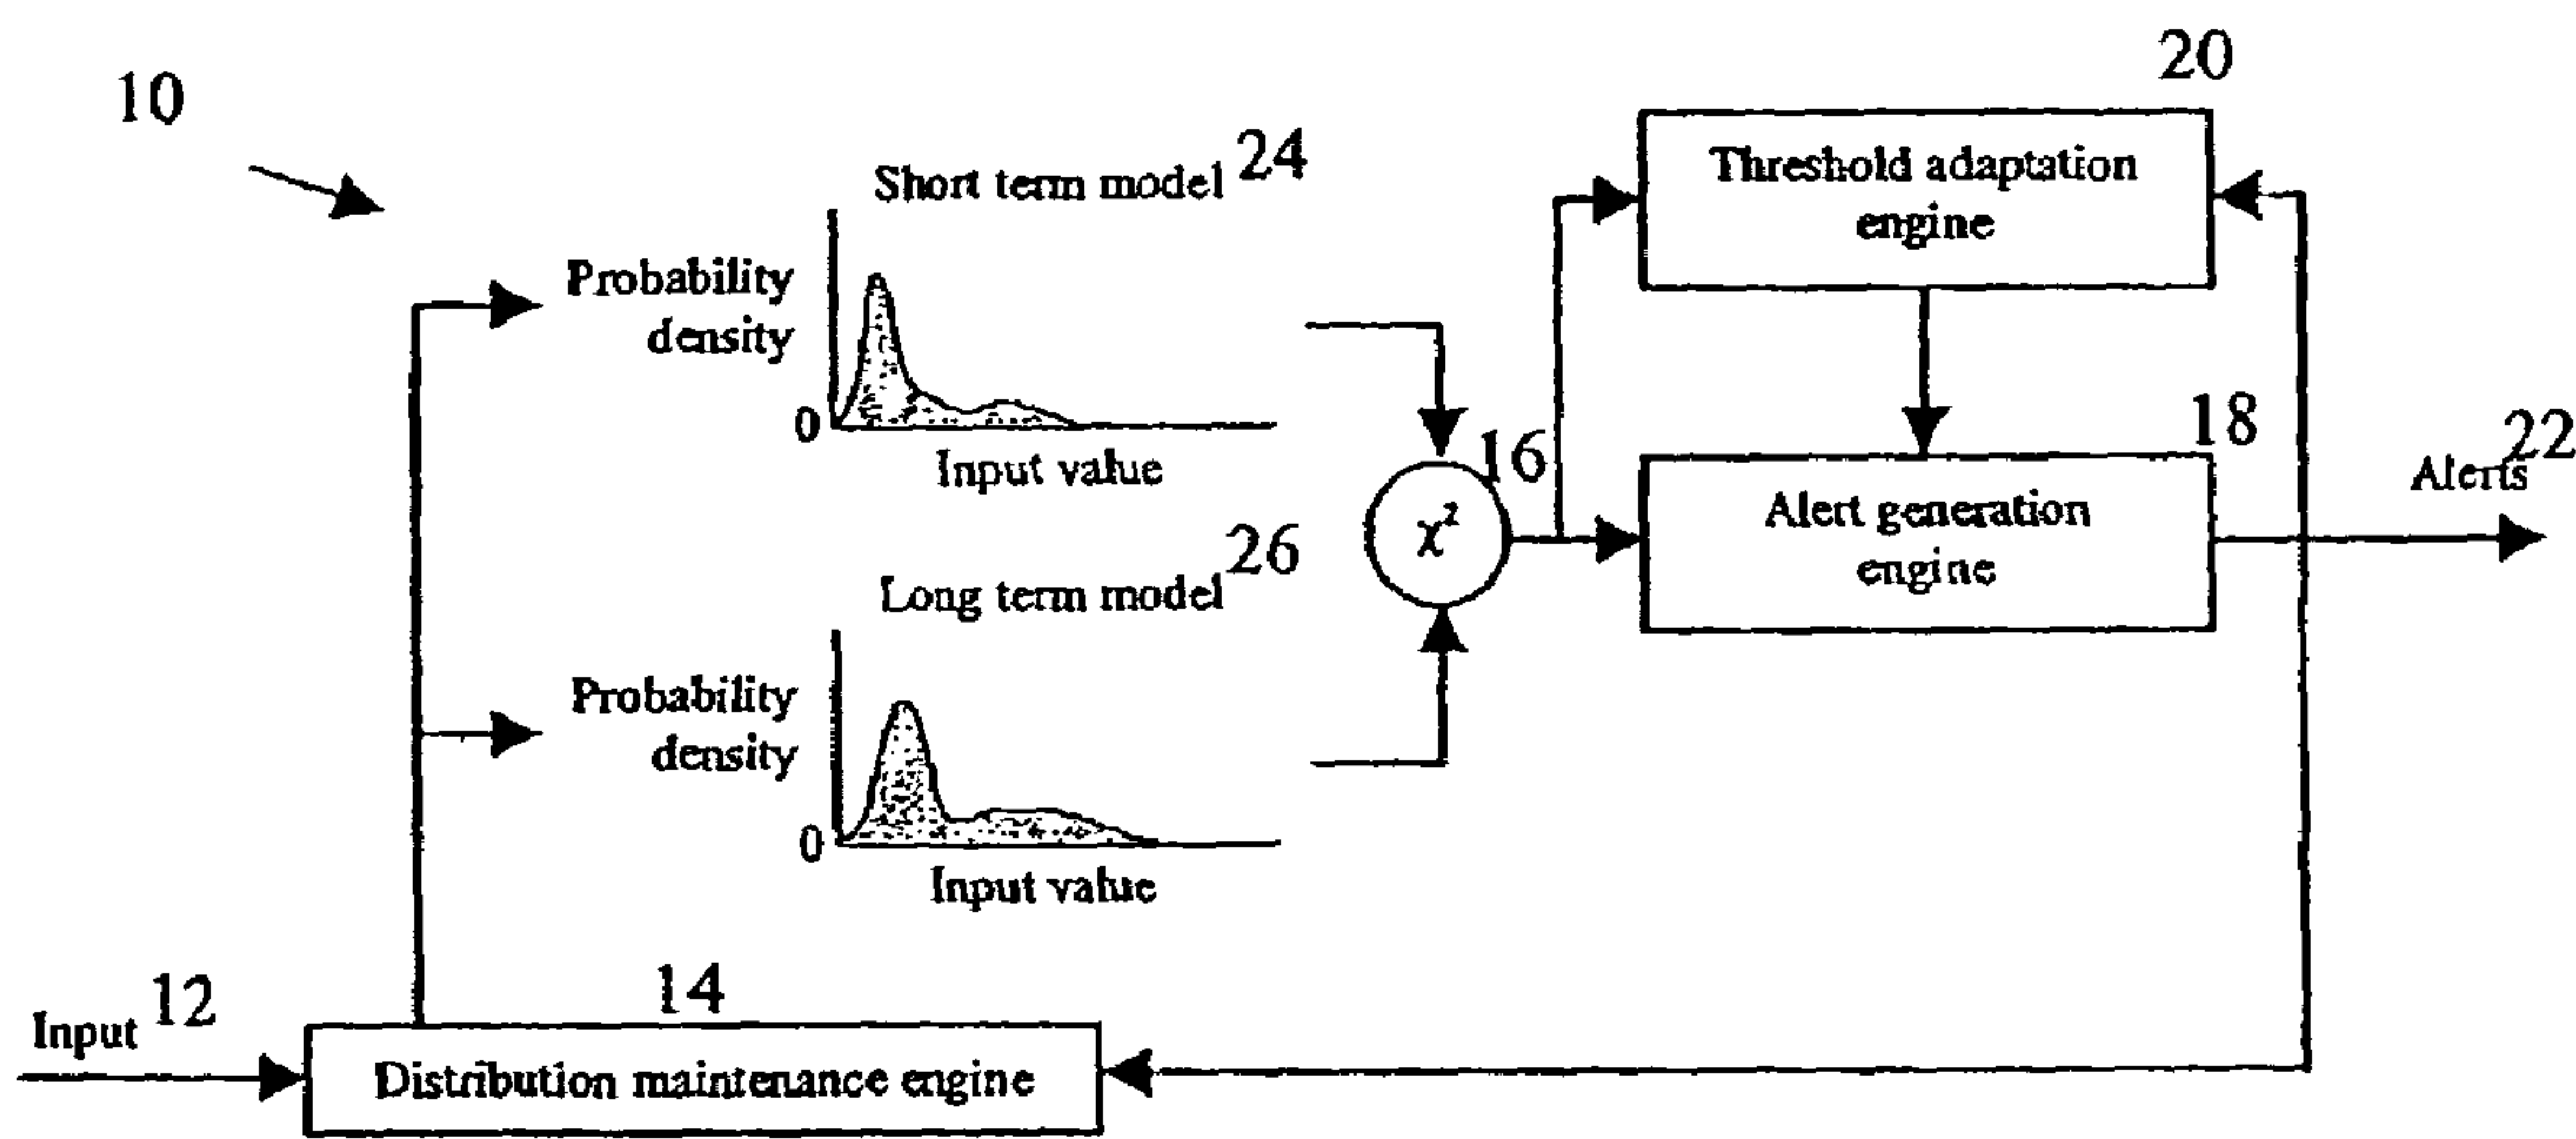 10
20
Short term model 24
Threshold adaptation
engine
Probability
density
0
Input value
16
χ²
18
Alert generation
engine
Alerts 22
Long term model 26
Probability
density
0
Input value
Input 12
14
Distribution maintenance engine